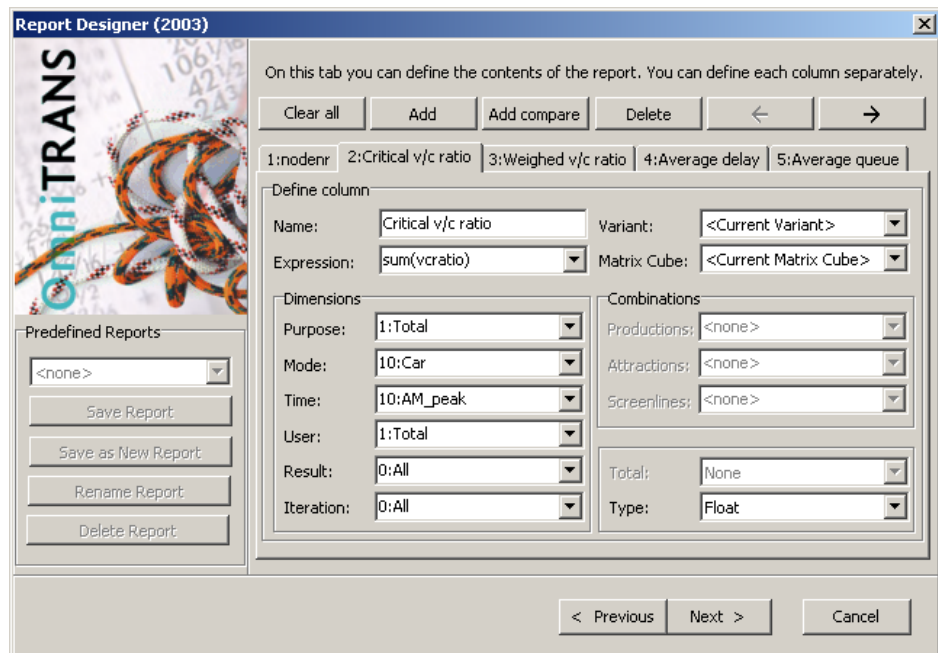 Report Designer (2003)
OmniTRANS
On this tab you can define the contents of the report. You can define each column separately.
Clear all
Add
Add compare
Delete
←
→
1:nodenr
2:Critical v/c ratio
3:Weighed v/c ratio
4:Average delay
5:Average queue
Define column
Name:
Critical v/c ratio
Variant:
<Current Variant>
Expression:
sum(vcratio)
Matrix Cube:
<Current Matrix Cube>
Dimensions
Purpose:
1:Total
Mode:
10:Car
Time:
10:AM_peak
User:
1:Total
Result:
0:All
Iteration:
0:All
Combinations
Productions:
<none>
Attractions:
<none>
Screenlines:
<none>
Total:
None
Type:
Float
Predefined Reports
<none>
Save Report
Save as New Report
Rename Report
Delete Report
< Previous
Next >
Cancel